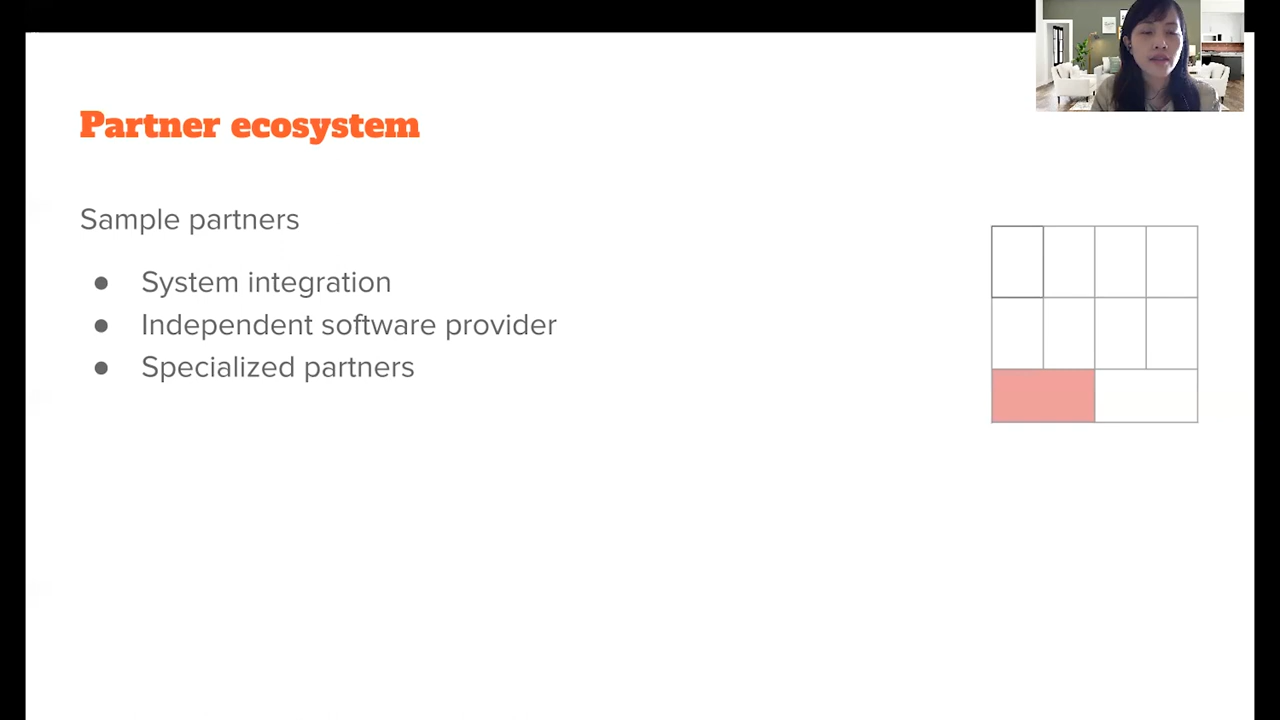 Partner ecosystem
Sample partners
● System integration
● Independent software provider
● Specialized partners